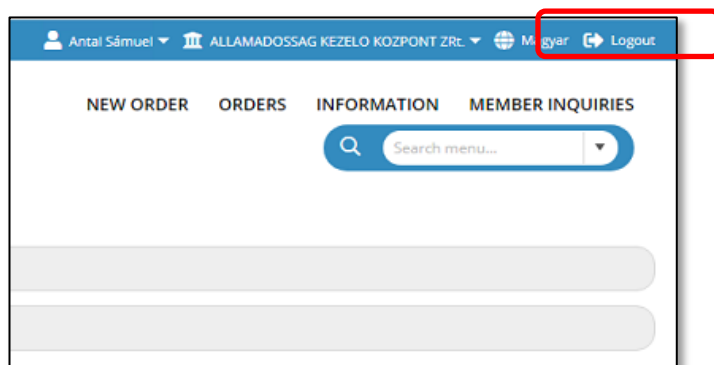 Antal Sámuel ALLAMADOSSAG KEZELO KOZPONT ZRt. Magyar Logout
NEW ORDER ORDERS INFORMATION MEMBER INQUIRIES
Search menu...